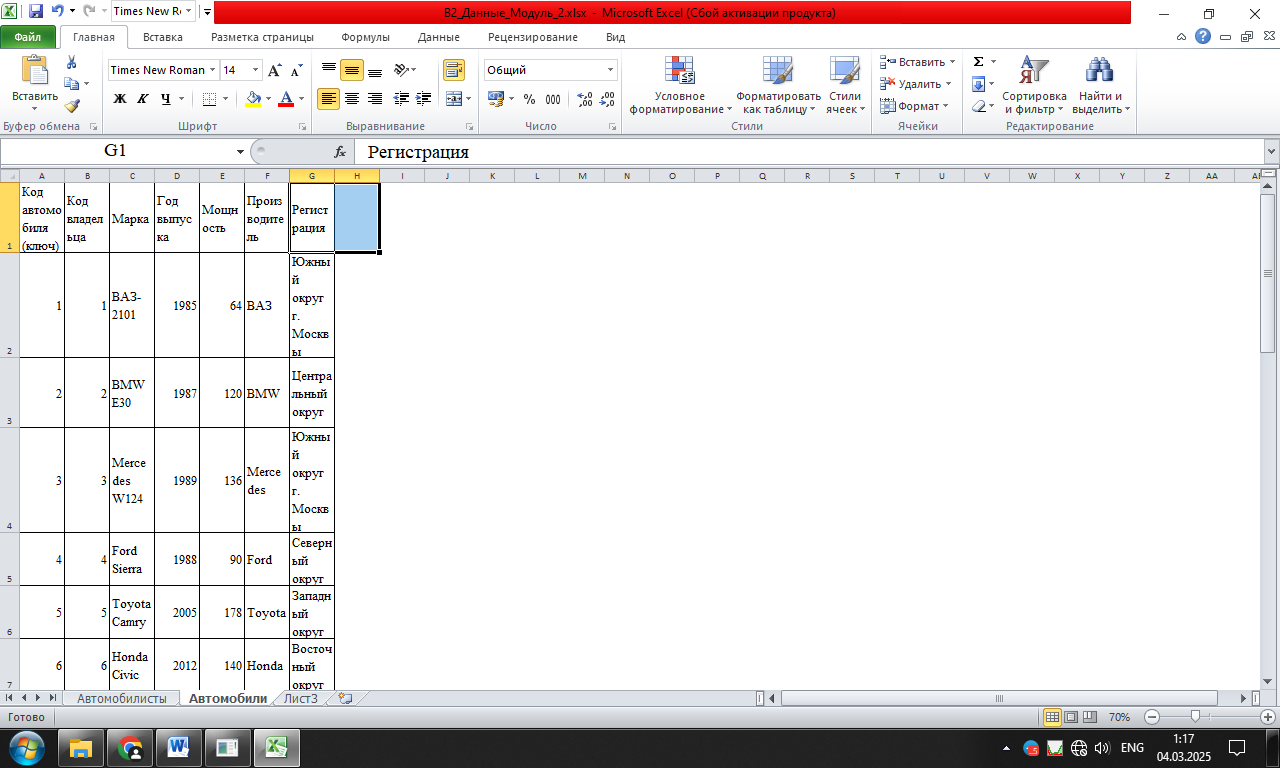 Times New Ro
B2_Данные_Модуль_2.xlsx - Microsoft Excel (Сбой активации продукта)
Файл Главная Вставка Разметка страницы Формулы Данные Рецензирование Вид
Вставить
Times New Roman 14
Ж К Ч
Общий
% 000
Условное форматирование
Форматировать как таблицу
Стили ячеек
Вставить
Удалить
Формат
Σ
Сортировка и фильтр
Найти и выделить
Буфер обмена Шрифт Выравнивание Число Стили Ячейки Редактирование
G1 fx Регистрация
A B C D E F G H I J K L M N O P Q R S T U V W X Y Z AA
1 Код автомобиля (ключ) Код владельца Марка Год выпуска Мощность Производитель Регистрация
2 1 1 ВАЗ-2101 1985 64 ВАЗ Южный округ г. Москвы
3 2 2 BMW E30 1987 120 BMW Центральный округ
4 3 3 Mercedes W124 1989 136 Mercedes Южный округ г. Москвы
5 4 4 Ford Sierra 1988 90 Ford Северный округ
6 5 5 Toyota Camry 2005 178 Toyota Западный округ
7 6 6 Honda Civic 2012 140 Honda Восточный округ
Автомобилисты Автомобили Лист3
Готово 70%
ENG 1:17
04.03.2025